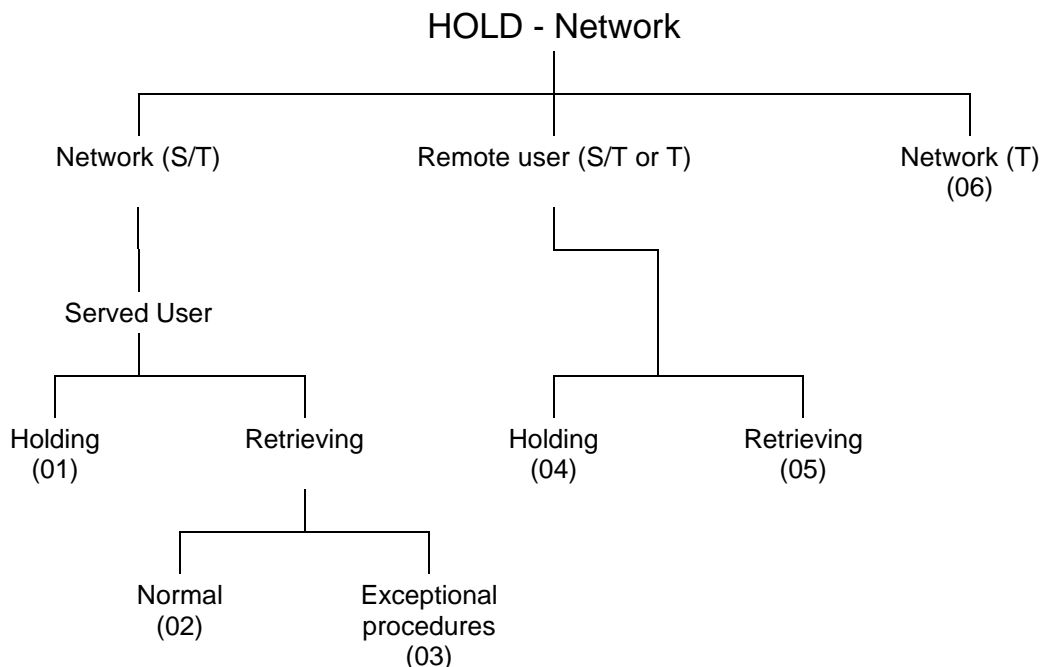 HOLD - Network
Network (S/T)
Remote user (S/T or T)
Network (T)
(06)
Served User
Holding
(01)
Retrieving
Holding
(04)
Retrieving
(05)
Normal
(02)
Exceptional
procedures
(03)